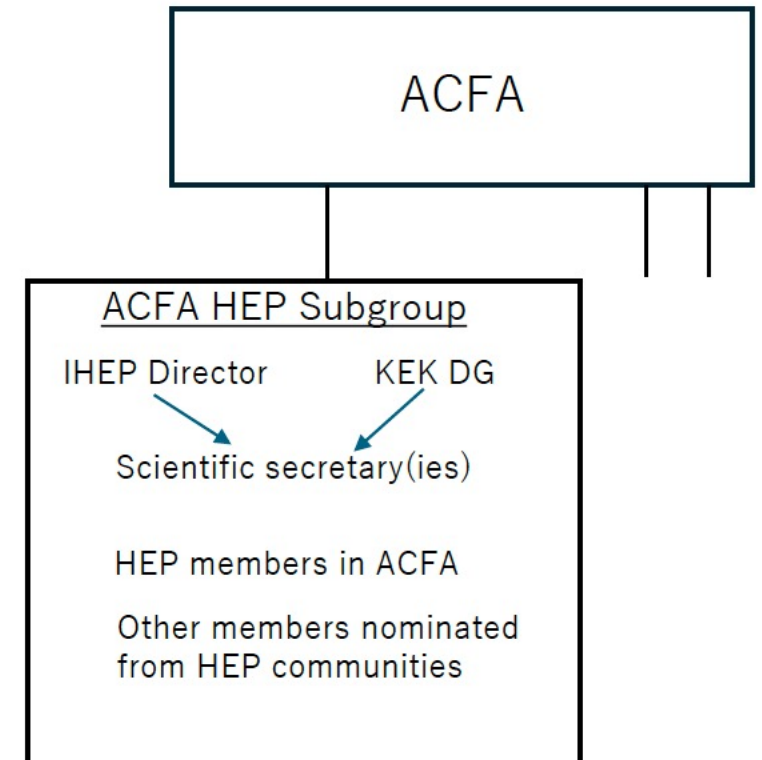 ACFA
ACFA HEP Subgroup
IHEP Director KEK DG
Scientific secretary(ies)
HEP members in ACFA
Other members nominated
from HEP communities